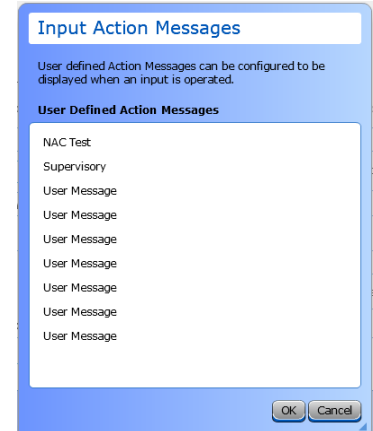 Input Action Messages
User defined Action Messages can be configured to be
displayed when an input is operated.
User Defined Action Messages
NAC Test
Supervisory
User Message
User Message
User Message
User Message
User Message
User Message
User Message
OK Cancel